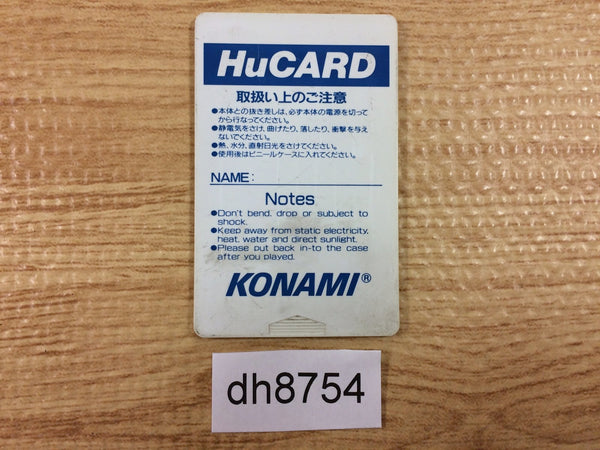 HuCARD
取扱い上のご注意
●本体との抜き差しは、必ず本体の電源を切って
から行なってください。
●静電気をさけ、曲げたり、落したり、衝撃を与え
ないでください。
●熱、水分、直射日光をさけてください。
●使用後はビニールケースに入れてください。
NAME:
Notes
●Don't bend, drop or subject to
shock.
●Keep away from static electricity,
heat, water and direct sunlight.
●Please put back in-to the case
after you played.
KONAMI®
dh8754